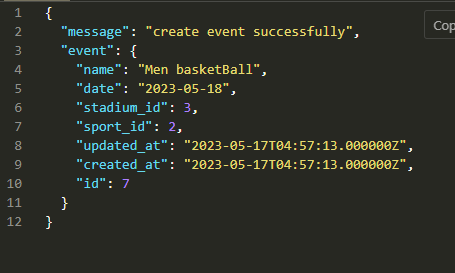 Cop
1 {
2 "message": "create event successfully",
3 "event": {
4 "name": "Men basketBall",
5 "date": "2023-05-18",
6 "stadium_id": 3,
7 "sport_id": 2,
8 "updated_at": "2023-05-17T04:57:13.000000Z",
9 "created_at": "2023-05-17T04:57:13.000000Z",
10 "id": 7
11 }
12 }